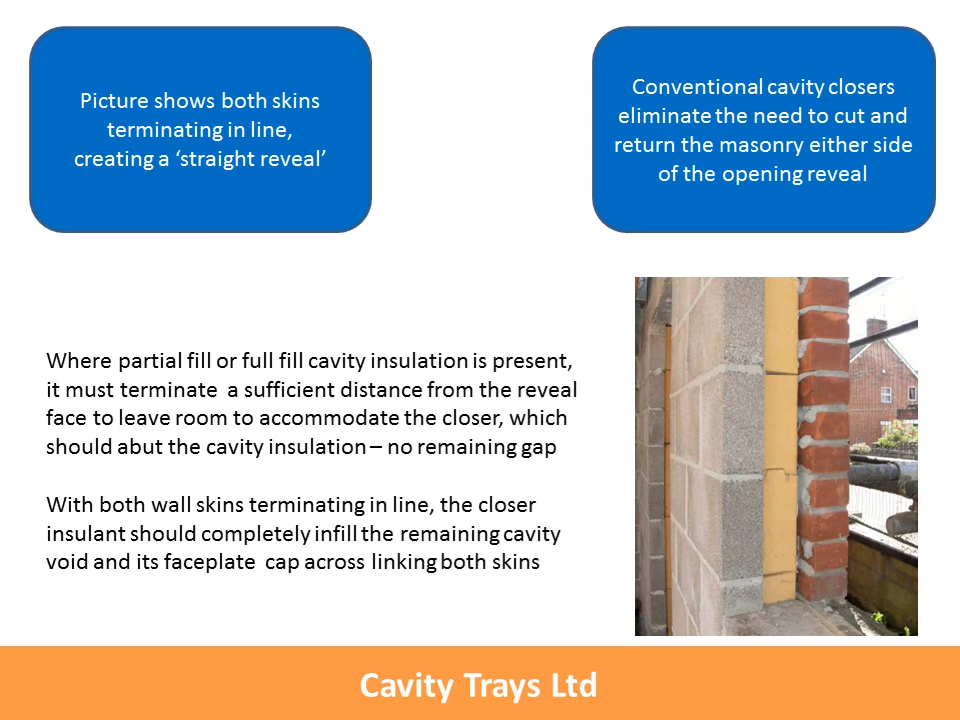 Picture shows both skins
terminating in line,
creating a ‘straight reveal’
Conventional cavity closers
eliminate the need to cut and
return the masonry either side
of the opening reveal
Where partial fill or full fill cavity insulation is present,
it must terminate a sufficient distance from the reveal
face to leave room to accommodate the closer, which
should abut the cavity insulation – no remaining gap
With both wall skins terminating in line, the closer
insulant should completely infill the remaining cavity
void and its faceplate cap across linking both skins
Cavity Trays Ltd